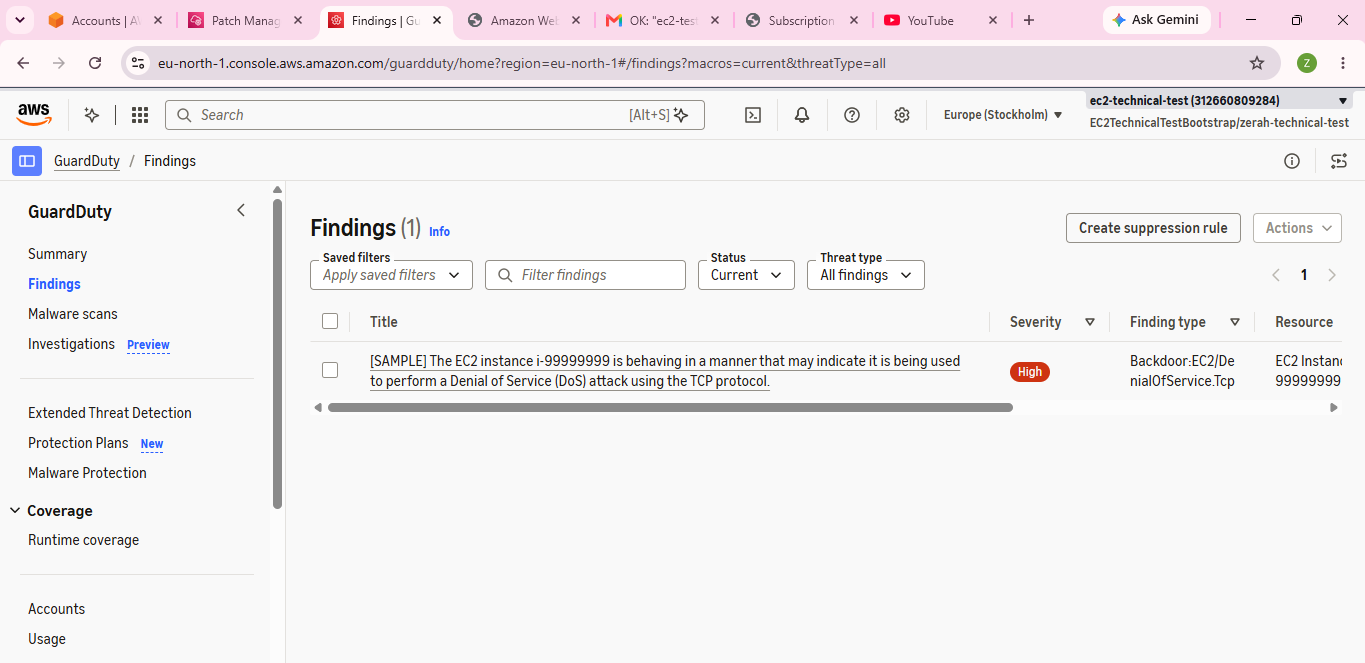 Accounts | A
Patch Manag
Findings | Gu
Amazon Web
OK: "ec2-test
Subscription
YouTube
Ask Gemini
eu-north-1.console.aws.amazon.com/guardduty/home?region=eu-north-1#/findings?macros=current&threatType=all
Z
aws
Search
[Alt+S]
Europe (Stockholm)
ec2-technical-test (312660809284)
EC2TechnicalTestBootstrap/zerah-technical-test
GuardDuty / Findings
GuardDuty
Summary
Findings
Malware scans
Investigations Preview
Extended Threat Detection
Protection Plans New
Malware Protection
Coverage
Runtime coverage
Accounts
Usage
Findings (1) Info
Create suppression rule
Actions
Saved filters
Apply saved filters
Filter findings
Status
Current
Threat type
All findings
1
Title
Severity
Finding type
Resource
[SAMPLE] The EC2 instance i-99999999 is behaving in a manner that may indicate it is being used
to perform a Denial of Service (DoS) attack using the TCP protocol.
High
Backdoor:EC2/De
nialOfService.Tcp
EC2 Instanc
99999999